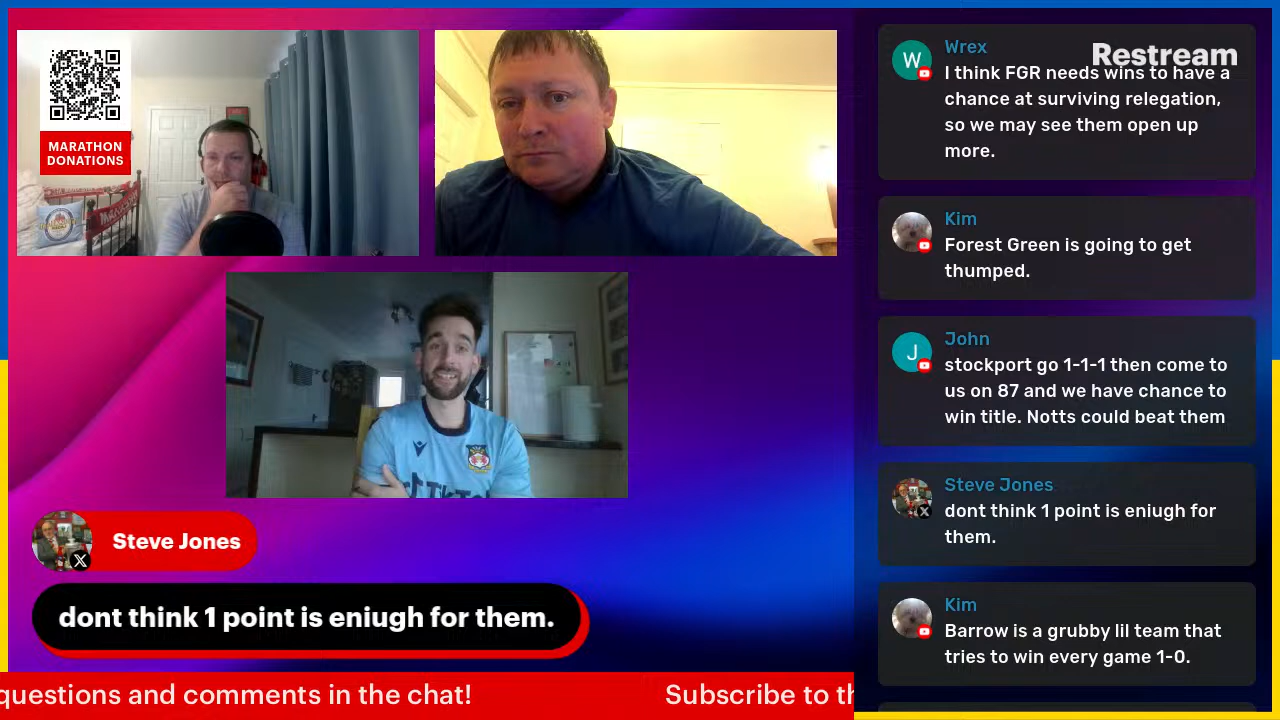 MARATHON
DONATIONS
Steve Jones
dont think 1 point is eniugh for them.
questions and comments in the chat!
Subscribe to th
Restream
W
Wrex
I think FGR needs wins to have a
chance at surviving relegation,
so we may see them open up
more.
Kim
Forest Green is going to get
thumped.
J
John
stockport go 1-1-1 then come to
us on 87 and we have chance to
win title. Notts could beat them
Steve Jones
dont think 1 point is eniugh for
them.
Kim
Barrow is a grubby lil team that
tries to win every game 1-0.